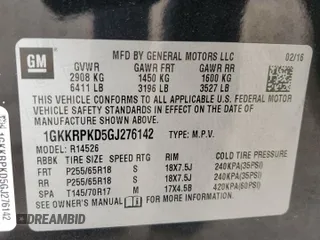 GM
MFD BY GENERAL MOTORS LLC
02/16
GVWR GAWR FRT GAWR RR
2908 KG 1450 KG 1600 KG
6411 LB 3196 LB 3527 LB
THIS VEHICLE CONFORMS TO ALL APPLICABLE U.S. FEDERAL MOTOR
VEHICLE SAFETY AND THEFT PREVENTION STANDARDS IN EFFECT
ON THE DATE OF MANUFACTURE SHOWN ABOVE.
1GKKRPKD5GJ276142 TYPE: M.P.V.
MODEL: R14526
RBBK TIRE SIZE SPEED RTG RIM COLD TIRE PRESSURE
FRT P255/65R18 S 18X7.5J 240KPA(35PSI)
RR P255/65R18 S 18X7.5J 240KPA(35PSI)
SPA T145/70R17 M 17X4.5B 420KPA(60PSI)
SEE OWNER'S MANUAL FOR MORE INFORMATION.
1GKKRPKD5GJ276142
DREAMBID